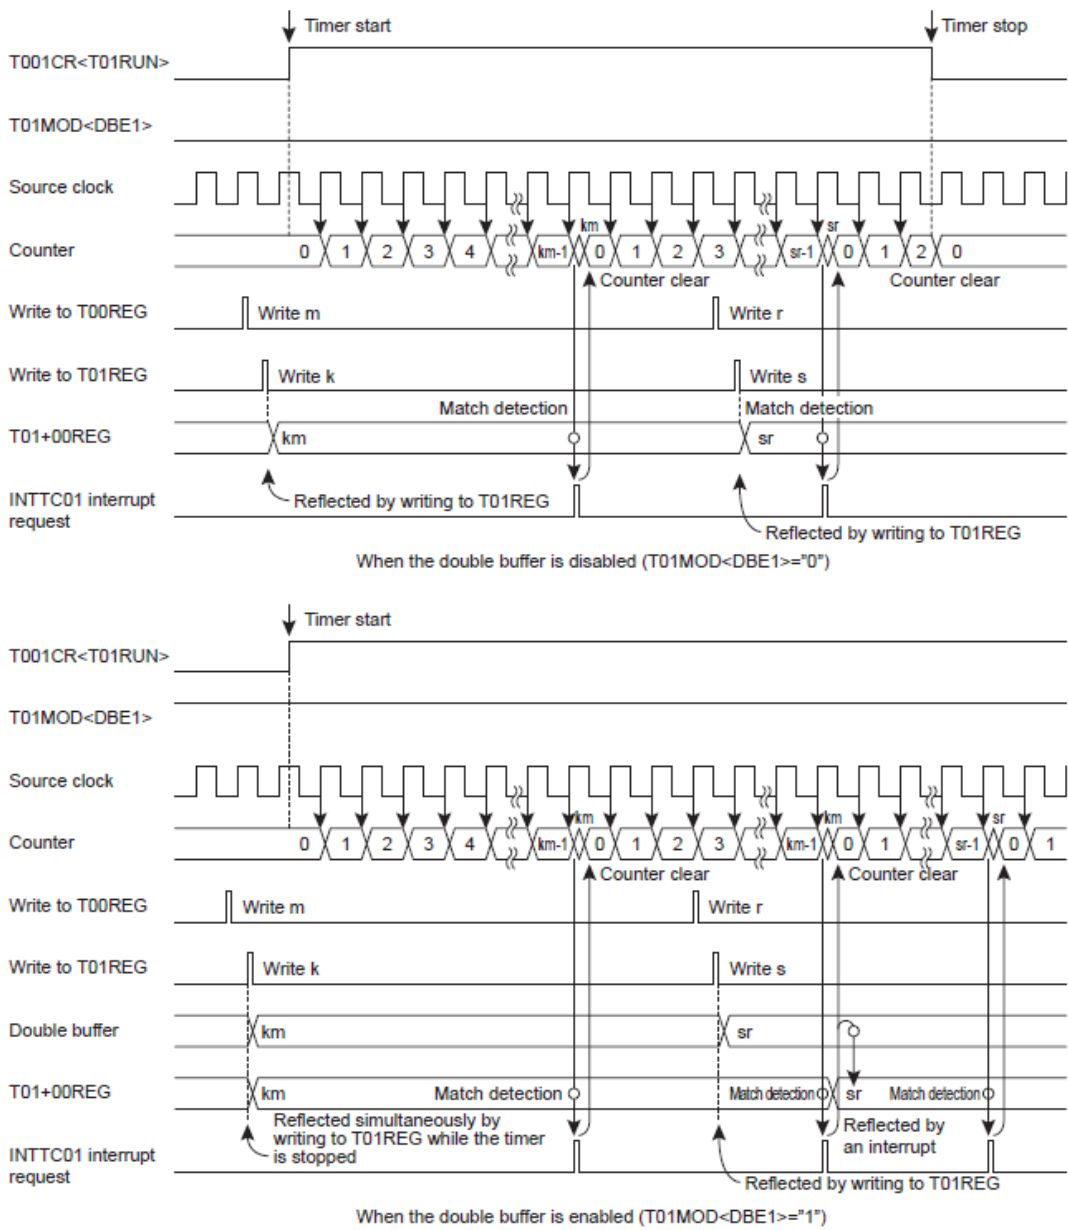 Timer start
Timer stop
T001CR<T01RUN>
T01MOD<DBE1>
Source clock
km
sr
Counter
0 1 2 3 4 km-1 0 1 2 3 sr-1 0 1 2 0
Counter clear
Counter clear
Write to T00REG
Write m
Write r
Write to T01REG
Write k
Write s
Match detection
Match detection
T01+00REG
km
sr
INTTC01 interrupt
request
Reflected by writing to T01REG
Reflected by writing to T01REG
When the double buffer is disabled (T01MOD<DBE1>="0")
Timer start
T001CR<T01RUN>
T01MOD<DBE1>
Source clock
km
km
sr
Counter
0 1 2 3 4 km-1 0 1 2 3 km-1 0 1 sr-1 0 1
Counter clear
Counter clear
Write to T00REG
Write m
Write r
Write to T01REG
Write k
Write s
Double buffer
km
sr
T01+00REG
km
Match detection
Match detection
sr
Match detection
Reflected simultaneously by
writing to T01REG while the timer
is stopped
Reflected by
an interrupt
INTTC01 interrupt
request
Reflected by writing to T01REG
When the double buffer is enabled (T01MOD<DBE1>="1")